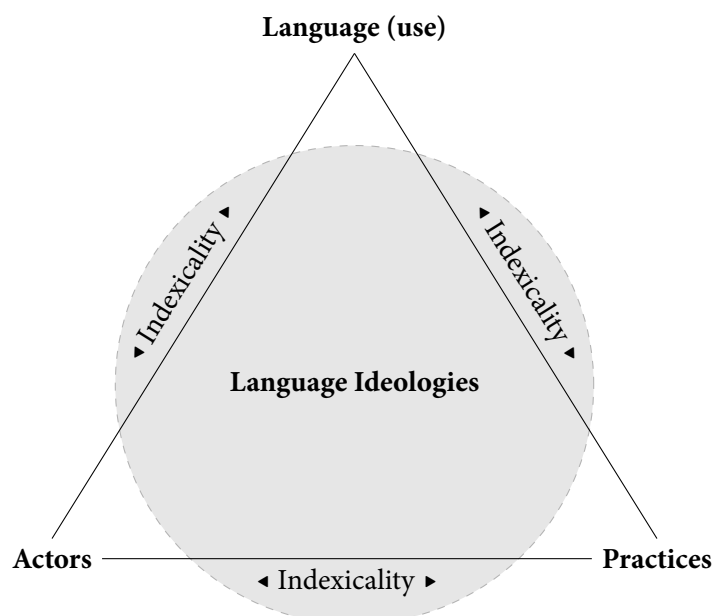 Language (use)
Indexicality
Indexicality
Language Ideologies
Actors
Practices
Indexicality